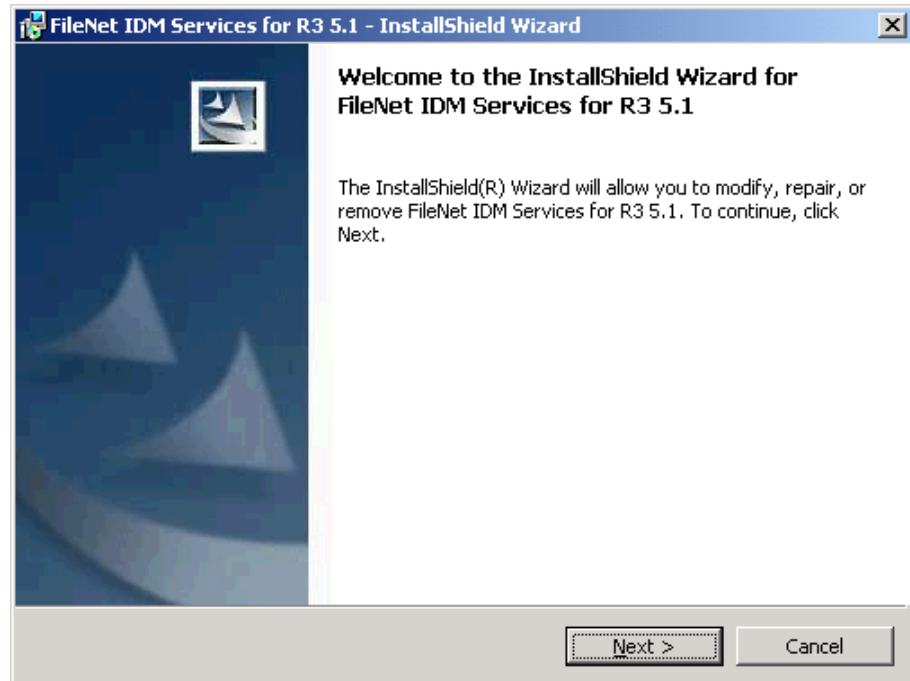 FileNet IDM Services for R3 5.1 - InstallShield Wizard
Welcome to the InstallShield Wizard for
FileNet IDM Services for R3 5.1
The InstallShield(R) Wizard will allow you to modify, repair, or
remove FileNet IDM Services for R3 5.1. To continue, click
Next.
Next >
Cancel